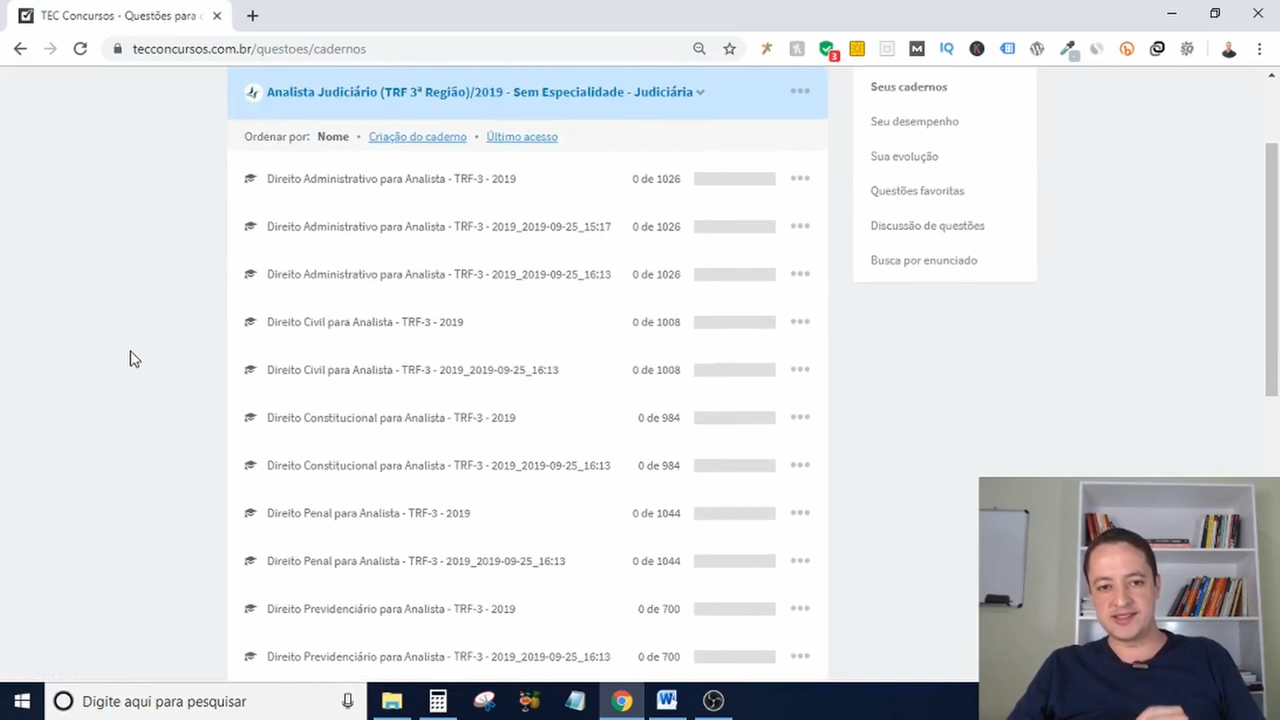 TEC Concursos - Questões para c
tecconcursos.com.br/questoes/cadernos
3
IQ
Analista Judiciário (TRF 3ª Região)/2019 - Sem Especialidade - Judiciária
Ordenar por: Nome • Criação do caderno • Último acesso
Direito Administrativo para Analista - TRF-3 - 2019 0 de 1026
Direito Administrativo para Analista - TRF-3 - 2019_2019-09-25_15:17 0 de 1026
Direito Administrativo para Analista - TRF-3 - 2019_2019-09-25_16:13 0 de 1026
Direito Civil para Analista - TRF-3 - 2019 0 de 1008
Direito Civil para Analista - TRF-3 - 2019_2019-09-25_16:13 0 de 1008
Direito Constitucional para Analista - TRF-3 - 2019 0 de 984
Direito Constitucional para Analista - TRF-3 - 2019_2019-09-25_16:13 0 de 984
Direito Penal para Analista - TRF-3 - 2019 0 de 1044
Direito Penal para Analista - TRF-3 - 2019_2019-09-25_16:13 0 de 1044
Direito Previdenciário para Analista - TRF-3 - 2019 0 de 700
Direito Previdenciário para Analista - TRF-3 - 2019_2019-09-25_16:13 0 de 700
Seus cadernos
Seu desempenho
Sua evolução
Questões favoritas
Discussão de questões
Busca por enunciado
Digite aqui para pesquisar